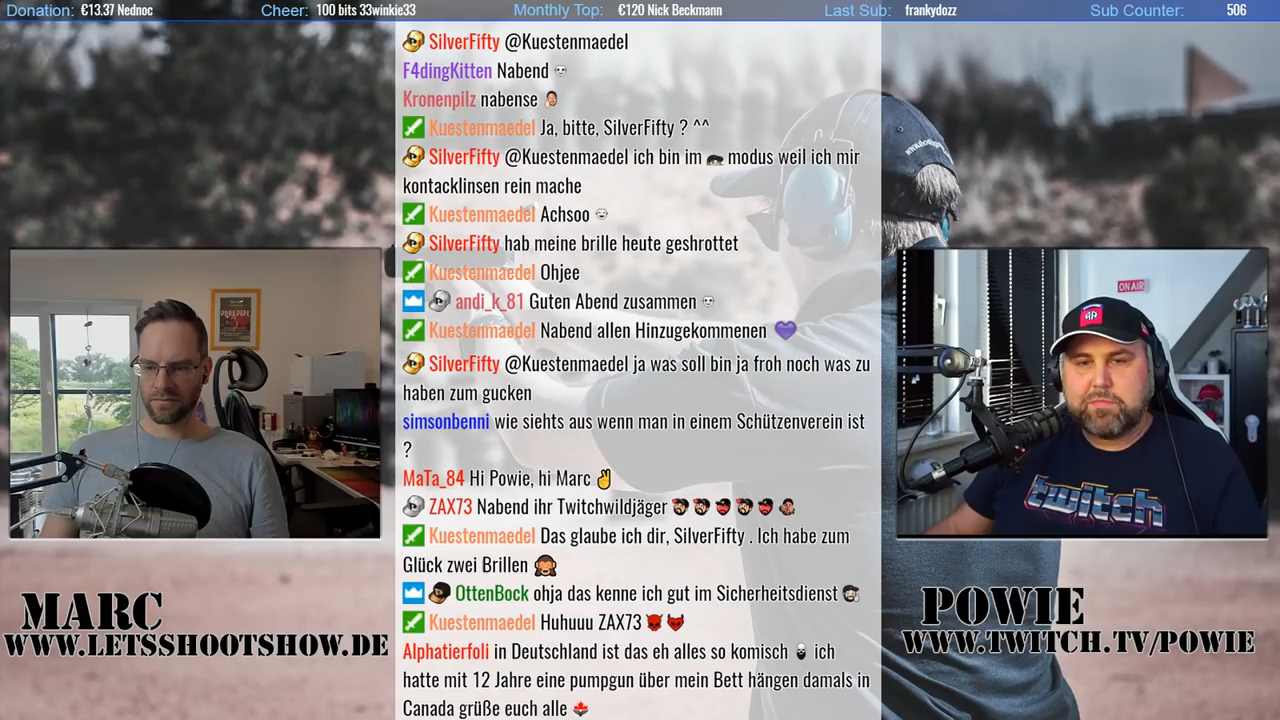 Donation: €13.37 Nednoc Cheer: 100 bits 33winkie33 Monthly Top: €120 Nick Beckmann Last Sub: frankydozz Sub Counter: 506
SilverFifty @Kuestenmaedel
F4dingKitten Nabend
Kronenpilz nabense
Kuestenmaedel Ja, bitte, SilverFifty ? ^^
SilverFifty @Kuestenmaedel ich bin im modus weil ich mir
kontacklinsen rein mache
Kuestenmaedel Achsoo
SilverFifty hab meine brille heute geshrottet
Kuestenmaedel Ohjee
andi_k_81 Guten Abend zusammen
Kuestenmaedel Nabend allen Hinzugekommenen 💜
SilverFifty @Kuestenmaedel ja was soll bin ja froh noch was zu
haben zum gucken
simsonbenni wie siehts aus wenn man in einem Schützenverein ist
?
MaTa_84 Hi Powie, hi Marc ✌
ZAX73 Nabend ihr Twitchwildjäger
Kuestenmaedel Das glaube ich dir, SilverFifty . Ich habe zum
Glück zwei Brillen 🙈
OttenBock ohja das kenne ich gut im Sicherheitsdienst
Kuestenmaedel Huhuuu ZAX73
Alphatierfoli in Deutschland ist das eh alles so komisch ich
hatte mit 12 Jahre eine pumpgun über mein Bett hängen damals in
Canada grüße euch alle
MARC
WWW.LETSSHOOTSHOW.DE
ON AIR
twitch
POWIE
WWW.TWITCH.TV/POWIE